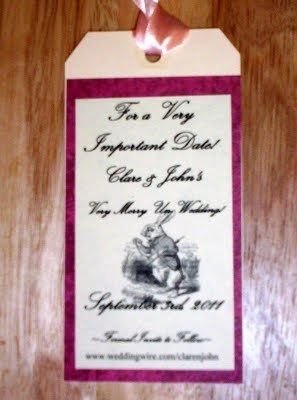 For a Very
Important Date!
Clare & John's
Very Merry Un Wedding!
September 3rd 2011
~Formal Invite to Follow~
www.weddingwire.com/clarenjohn